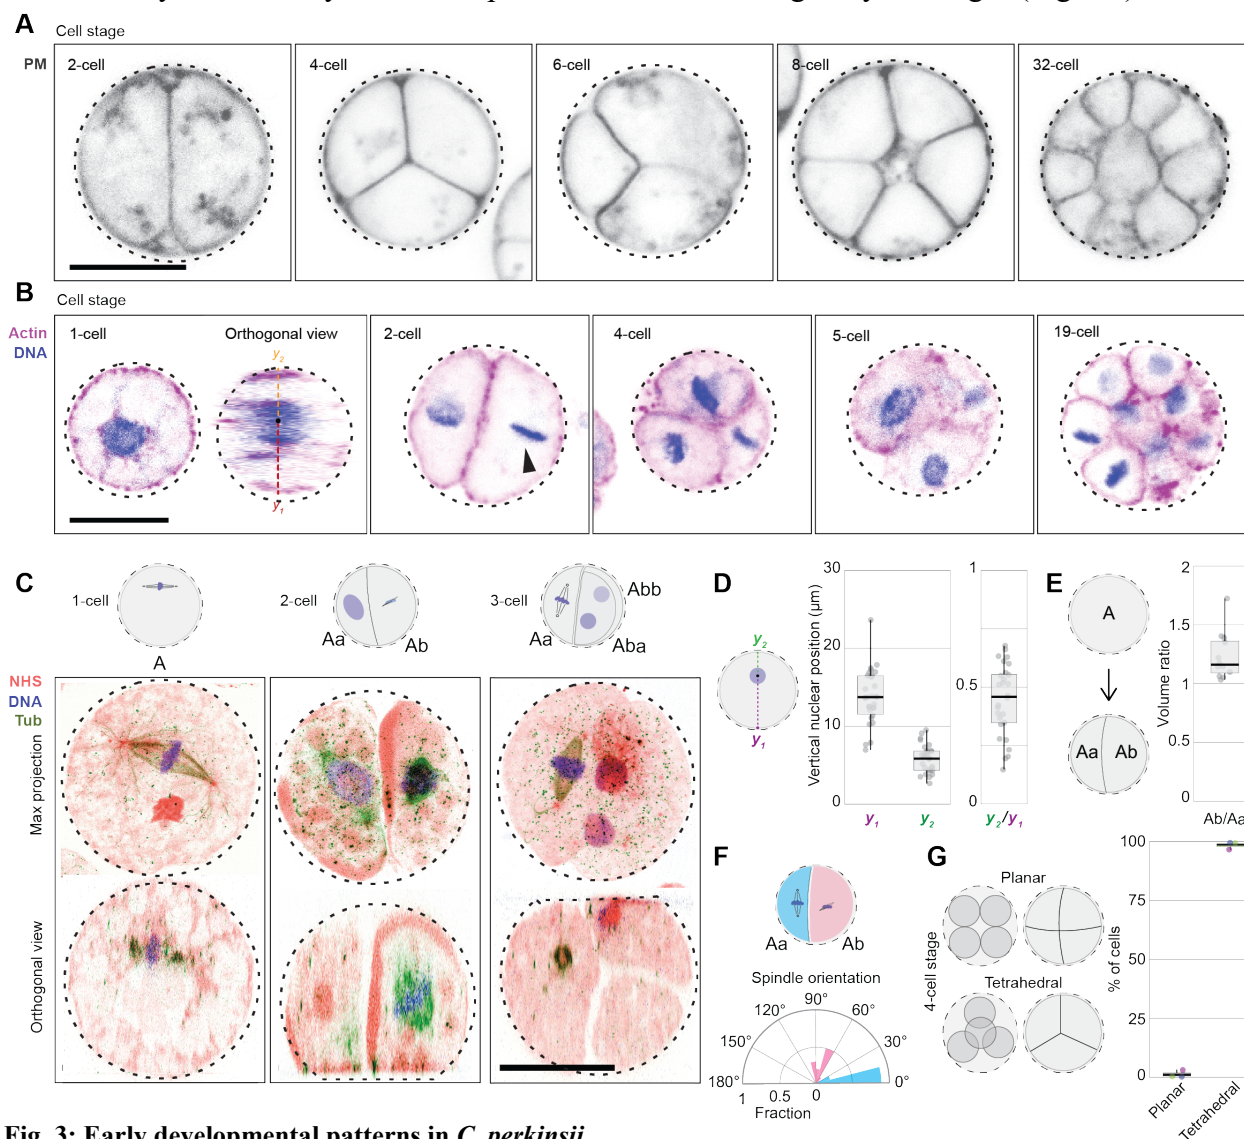 A
Cell stage
PM
2-cell
4-cell
6-cell
8-cell
32-cell
B
Cell stage
Actin
DNA
1-cell
Orthogonal view
y2
y1
2-cell
4-cell
5-cell
19-cell
C
1-cell
A
2-cell
Aa
Ab
3-cell
Aa
Abb
Aba
NHS
DNA
Tub
Max projection
Orthogonal view
D
y2
y1
Vertical nuclear position (µm)
30
20
10
0
y1
y2
1
0.5
0
y2/y1
E
A
Aa
Ab
Volume ratio
2
1.5
1
0.5
0
Ab/Aa
F
Aa
Ab
Spindle orientation
90°
120°
60°
150°
30°
180°
0°
1
0.5
0
Fraction
G
4-cell stage
Planar
Tetrahedral
% of cells
100
75
50
25
0
Planar
Tetrahedral
Fig. 3: Early developmental patterns in C. perkinsii